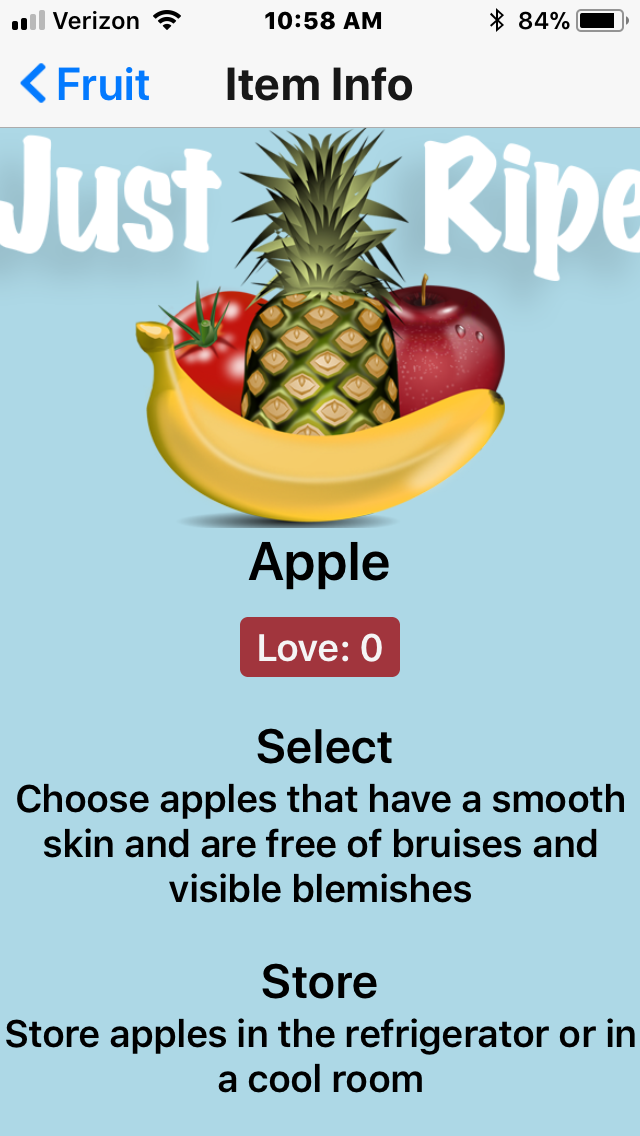 Verizon 10:58 AM 84%
Fruit Item Info
Just Ripe
Apple
Love: 0
Select
Choose apples that have a smooth
skin and are free of bruises and
visible blemishes
Store
Store apples in the refrigerator or in
a cool room